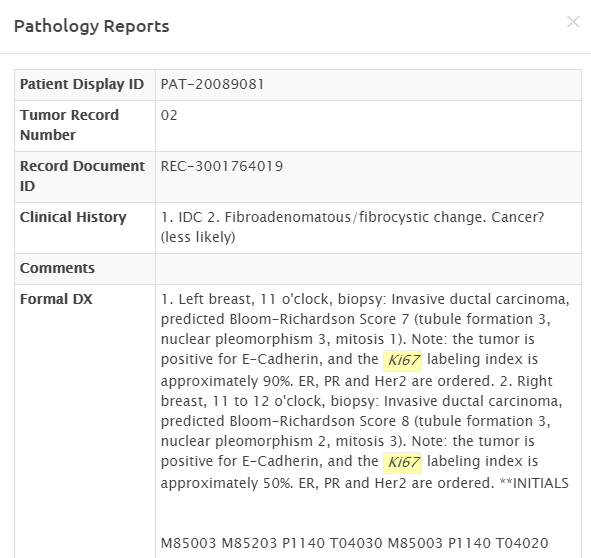 Pathology Reports
Patient Display ID PAT-20089081
Tumor Record 02
Number
Record Document REC-3001764019
ID
Clinical History 1. IDC 2. Fibroadenomatous/fibrocystic change. Cancer?
(less likely)
Comments
Formal DX 1. Left breast, 11 o'clock, biopsy: Invasive ductal carcinoma,
predicted Bloom-Richardson Score 7 (tubule formation 3,
nuclear pleomorphism 3, mitosis 1). Note: the tumor is
positive for E-Cadherin, and the Ki67 labeling index is
approximately 90%. ER, PR and Her2 are ordered. 2. Right
breast, 11 to 12 o'clock, biopsy: Invasive ductal carcinoma,
predicted Bloom-Richardson Score 8 (tubule formation 3,
nuclear pleomorphism 2, mitosis 3). Note: the tumor is
positive for E-Cadherin, and the Ki67 labeling index is
approximately 50%. ER, PR and Her2 are ordered. **INITIALS
M85003 M85203 P1140 T04030 M85003 P1140 T04020